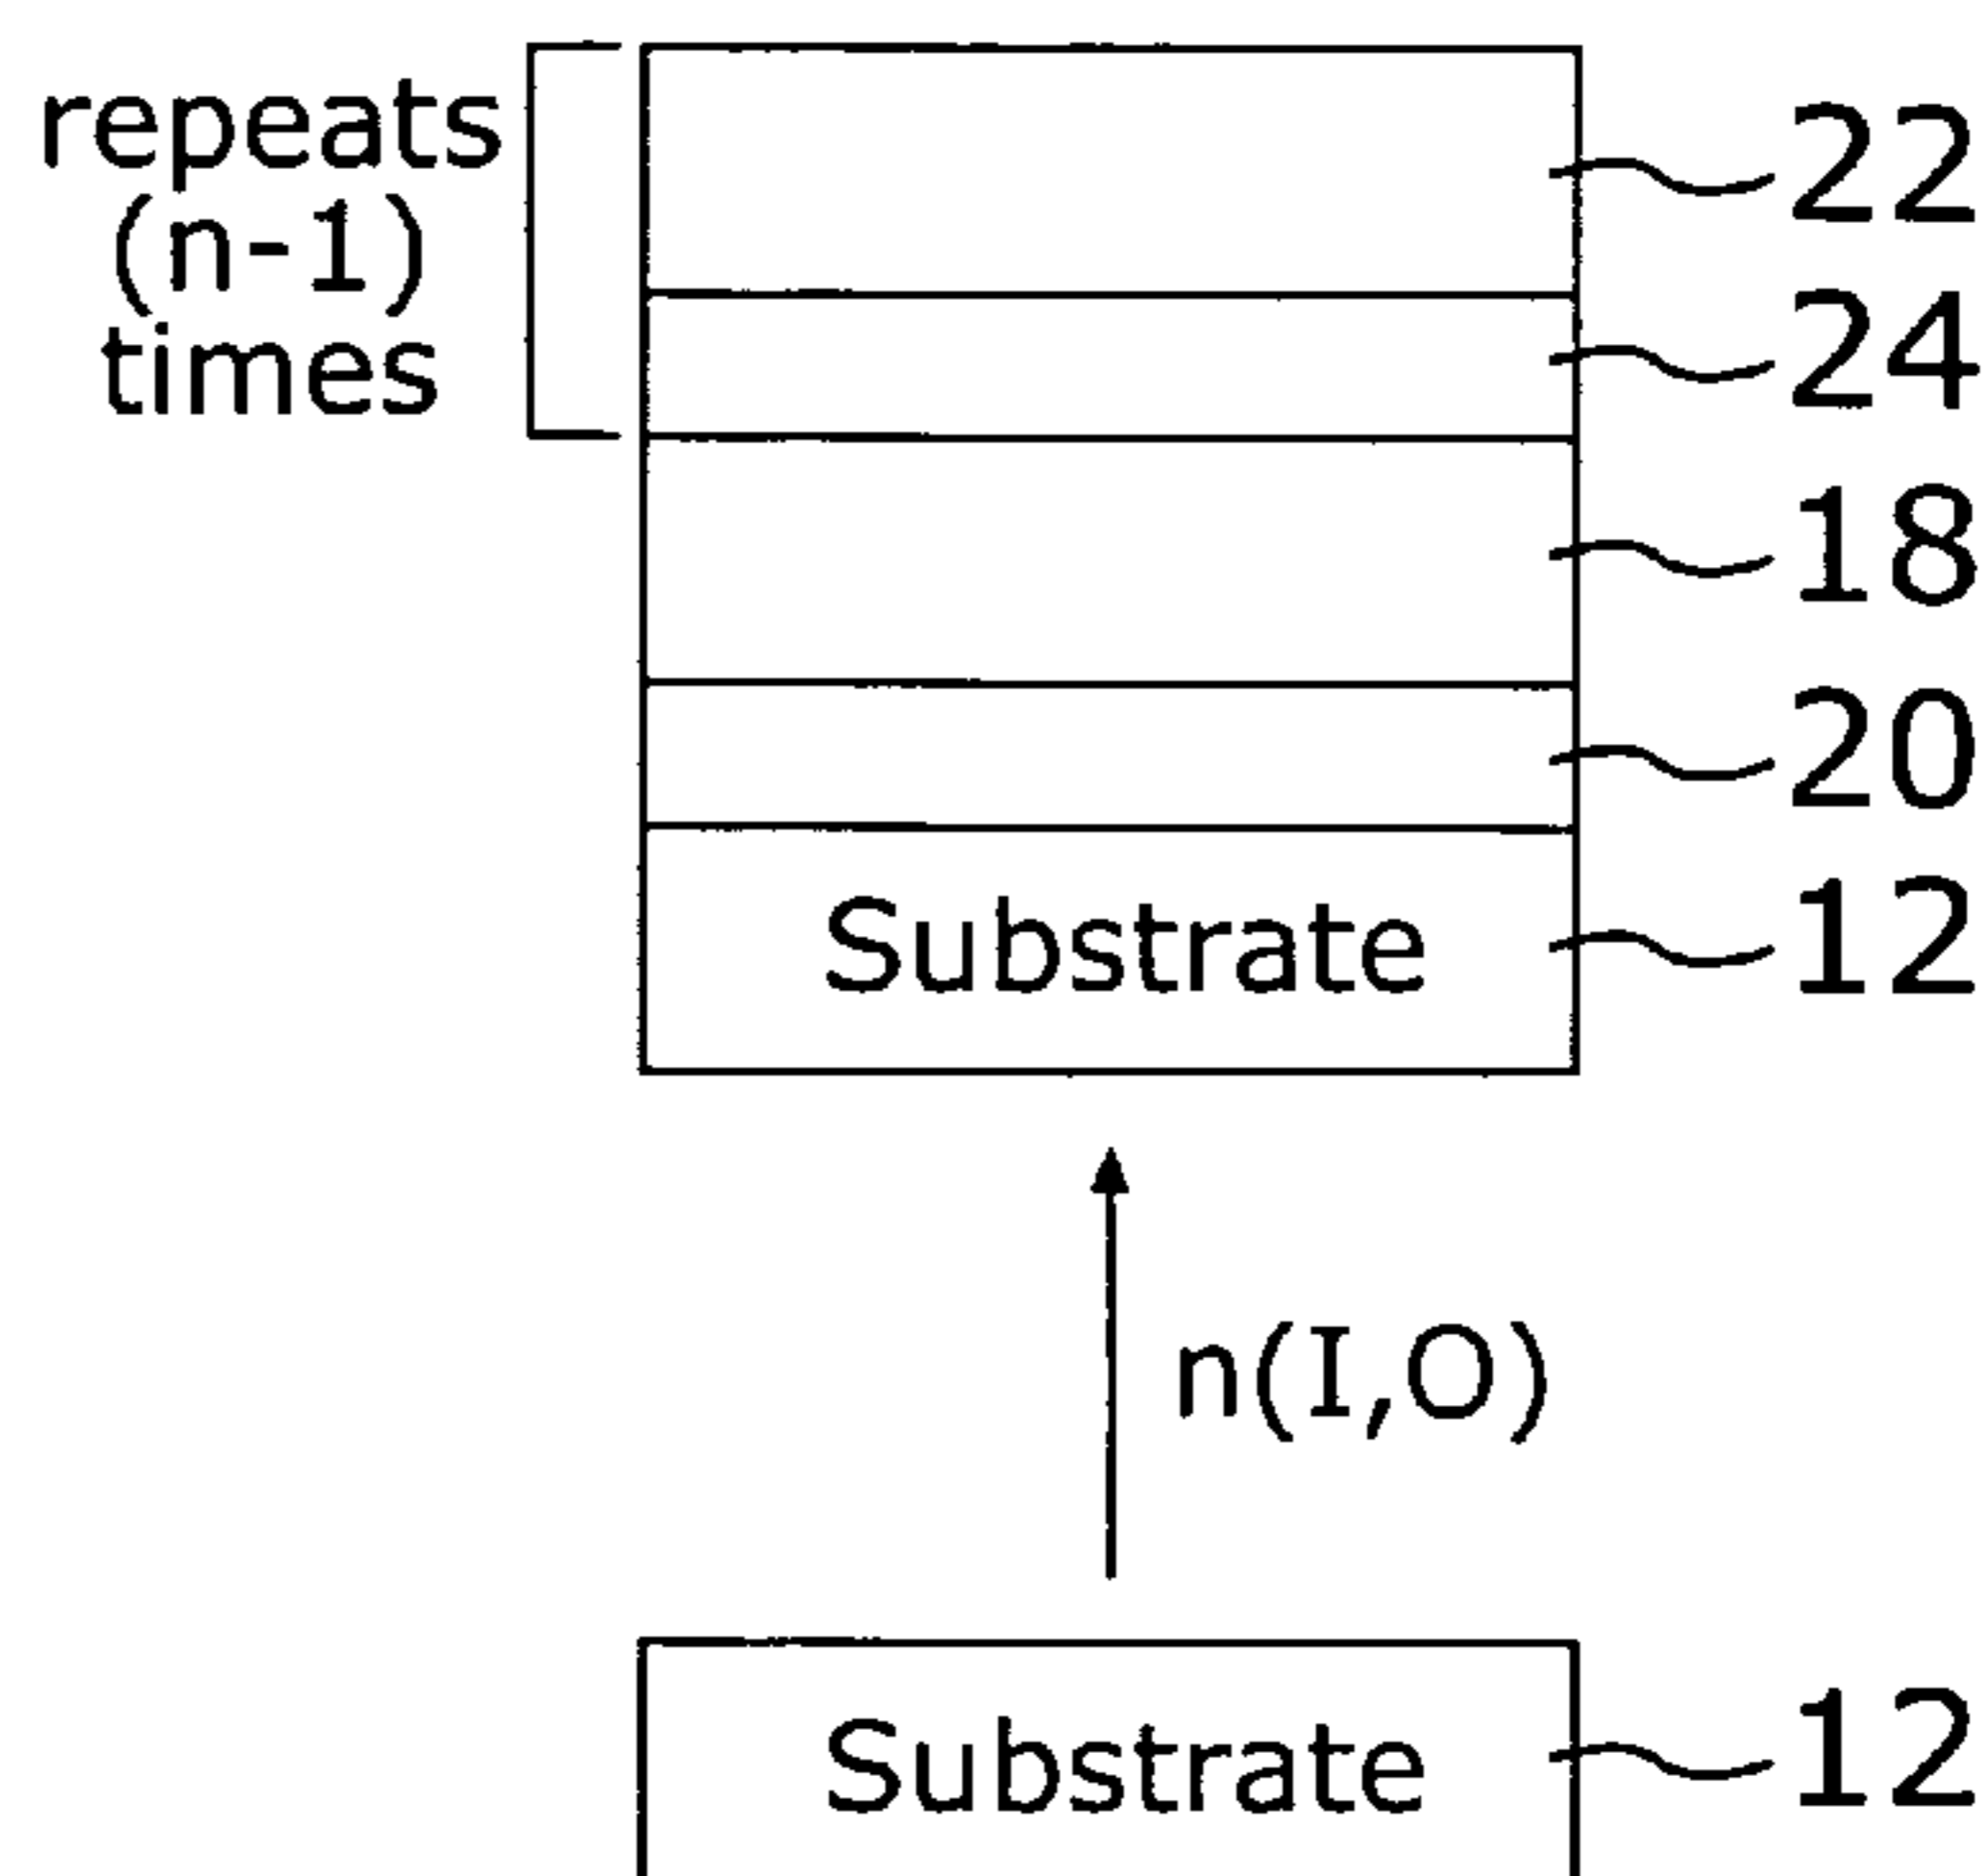 repeats
(n-1)
times
22
24
18
20
Substrate 12
n(I,O)
Substrate 12